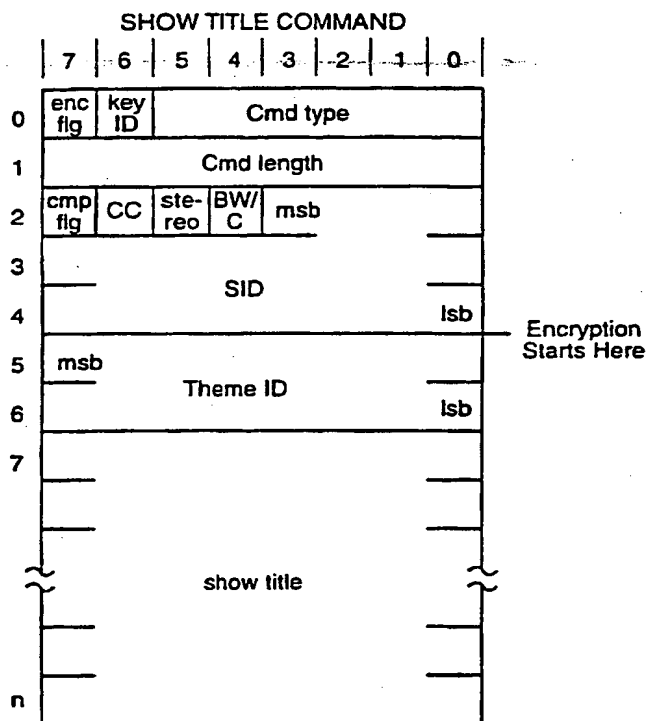 SHOW TITLE COMMAND
7 6 5 4 3 2 1 0
0 enc flg key ID Cmd type
1 Cmd length
2 cmp flg CC ste-reo BW/C msb
3
SID
4 lsb
Encryption
Starts Here
5 msb
Theme ID
6 lsb
7
show title
n